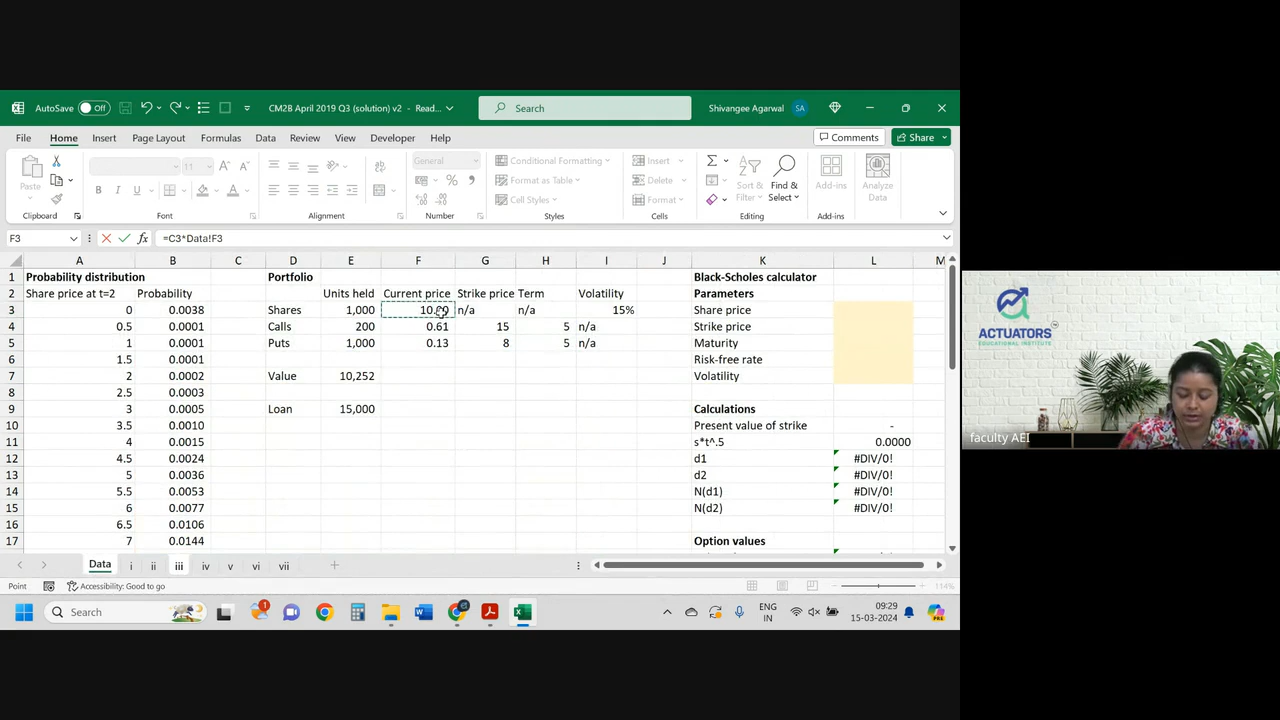 AutoSave Off CM2B April 2019 Q3 (solution) v2 - Read... Search Shivangee Agarwal SA
File Home Insert Page Layout Formulas Data Review View Developer Help Comments Share
Paste 11 General Conditional Formatting Insert
Format as Table Delete Sort & Filter Find & Select Add-ins Analyze Data
Cell Styles Format
Clipboard Font Alignment Number Styles Cells Editing Add-ins
F3 =C3*Data!F3
A B C D E F G H I J K L M
1 Probability distribution Portfolio Black-Scholes calculator
2 Share price at t=2 Probability Units held Current price Strike price Term Volatility Parameters
3 0 0.0038 Shares 1,000 10.00 n/a n/a 15% Share price
4 0.5 0.0001 Calls 200 0.61 15 5 n/a Strike price
5 1 0.0001 Puts 1,000 0.13 8 5 n/a Maturity
6 1.5 0.0001 Risk-free rate
7 2 0.0002 Value 10,252 Volatility
8 2.5 0.0003
9 3 0.0005 Loan 15,000 Calculations
10 3.5 0.0010 Present value of strike -
11 4 0.0015 s*t^.5 0.0000
12 4.5 0.0024 d1 #DIV/0!
13 5 0.0036 d2 #DIV/0!
14 5.5 0.0053 N(d1) #DIV/0!
15 6 0.0077 N(d2) #DIV/0!
16 6.5 0.0106
17 7 0.0144 Option values
Data i ii iii iv v vi vii
Point Accessibility: Good to go 114%
Search 1 ENG IN 09:29 15-03-2024
ACTUATORS
EDUCATIONAL INSTITUTE
faculty AEI